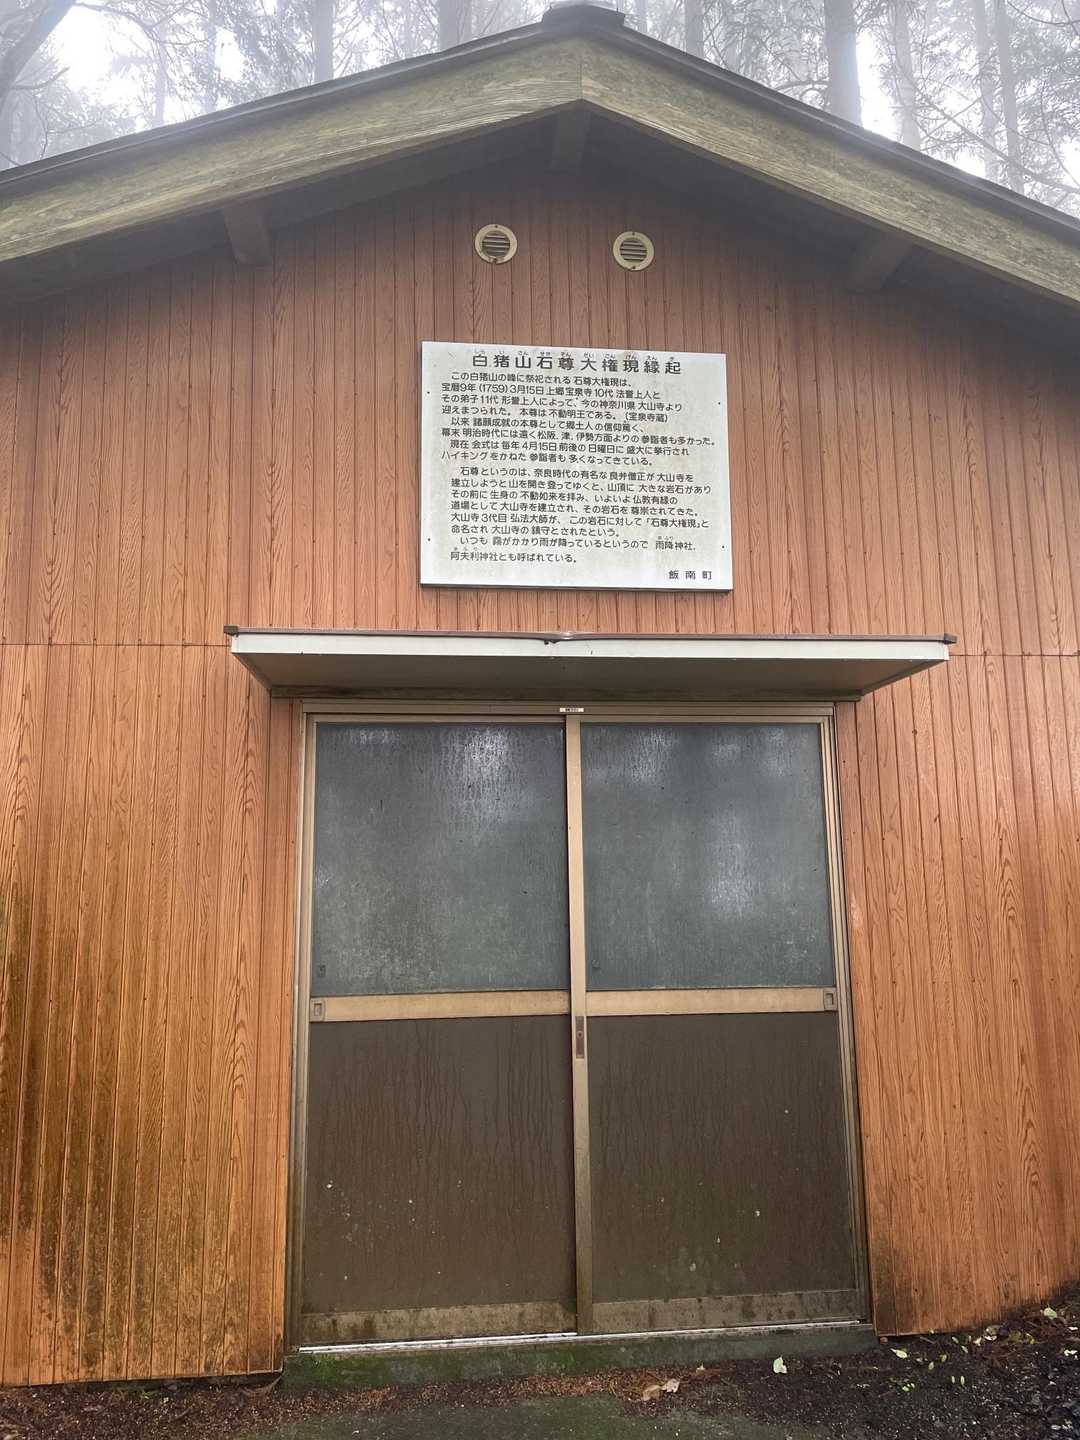 しらいさんせきそんだいごんげんえんぎ
白猪山石尊大権現縁起
この白猪山の峰に祭祀される 石尊大権現は、
宝暦9年(1759)3月15日 上郷 宝泉寺 10代 法誉上人と
その弟子 11代 形誉上人によって、今の神奈川県 大山寺より
迎えまつられた。本尊は 不動明王である。(宝泉寺蔵)
以来 諸願成就の本尊として 郷土人の信仰篤く、
幕末 明治時代には遠く松阪、津、伊勢方面よりの 参詣者も多かった。
現在 会式は 毎年 4月15日 前後の 日曜日に 盛大に挙行され
ハイキングをかねた 参詣者も 多くなってきている。
石尊というのは、奈良時代の有名な 良弁僧正が 大山寺を
建立しようと山を開き登ってゆくと、山頂に 大きな岩石があり
その前に 生身の 不動如来を拝み、いよいよ 仏教有縁の
道場として 大山寺を建立され、その岩石を 尊崇されてきた。
大山寺 3代目 弘法大師が、この岩石に対して「石尊大権現」と
命名され 大山寺の 鎮守とされたという。
いつも 霧がかかり雨が降っているというので 雨降神社、
阿夫利神社とも呼ばれている。
飯南町